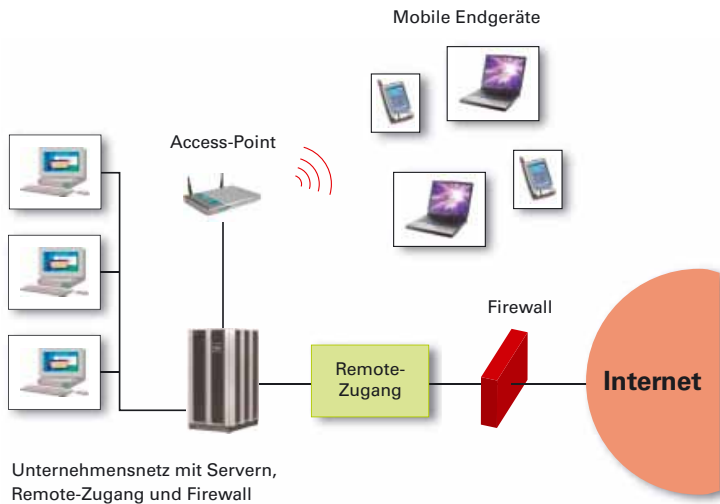 Mobile Endgeräte
Access-Point
Firewall
Remote-
Zugang
Internet
Unternehmensnetz mit Servern,
Remote-Zugang und Firewall